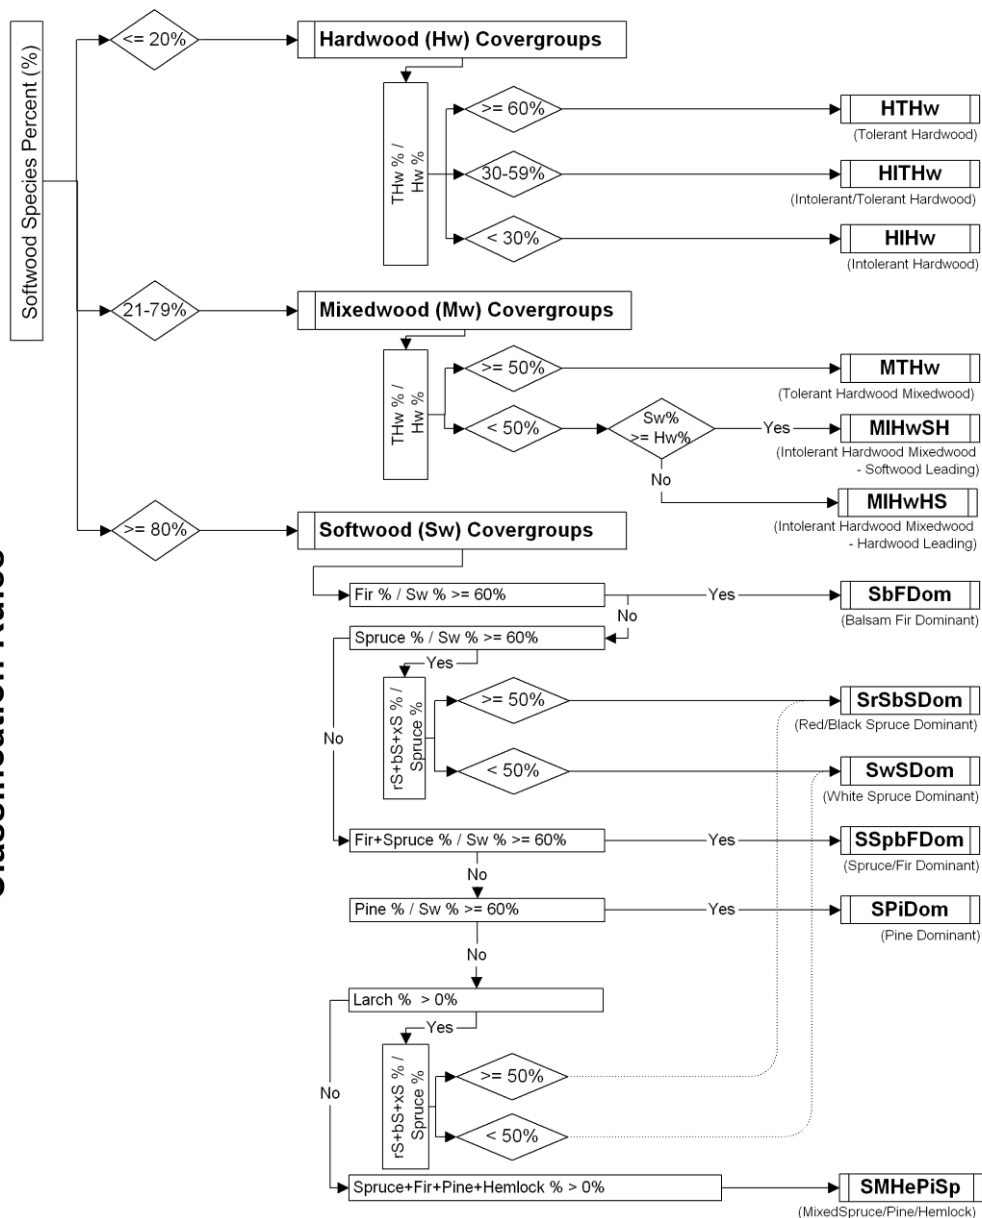 Softwood Species Percent (%)
<= 20%
Hardwood (Hw) Covergroups
THw % /
Hw %
>= 60%
HTHw
(Tolerant Hardwood)
30-59%
HITHw
(Intolerant/Tolerant Hardwood)
< 30%
HIHw
(Intolerant Hardwood)
21-79%
Mixedwood (Mw) Covergroups
THw % /
Hw %
>= 50%
MTHw
(Tolerant Hardwood Mixedwood)
< 50%
Sw%
>= Hw%
Yes
MIHwSH
(Intolerant Hardwood Mixedwood
- Softwood Leading)
No
MIHwHS
(Intolerant Hardwood Mixedwood
- Hardwood Leading)
>= 80%
Softwood (Sw) Covergroups
Fir % / Sw % >= 60%
Yes
SbFDom
(Balsam Fir Dominant)
No
Spruce % / Sw % >= 60%
Yes
rS+bS+xS % /
Spruce %
>= 50%
SrSbSDom
(Red/Black Spruce Dominant)
No
< 50%
SwSDom
(White Spruce Dominant)
Fir+Spruce % / Sw % >= 60%
Yes
SSpbFDom
(Spruce/Fir Dominant)
No
Pine % / Sw % >= 60%
Yes
SPiDom
(Pine Dominant)
No
Larch % > 0%
Yes
rS+bS+xS % /
Spruce %
>= 50%
No
< 50%
Spruce+Fir+Pine+Hemlock % > 0%
SMHePiSp
(MixedSpruce/Pine/Hemlock)